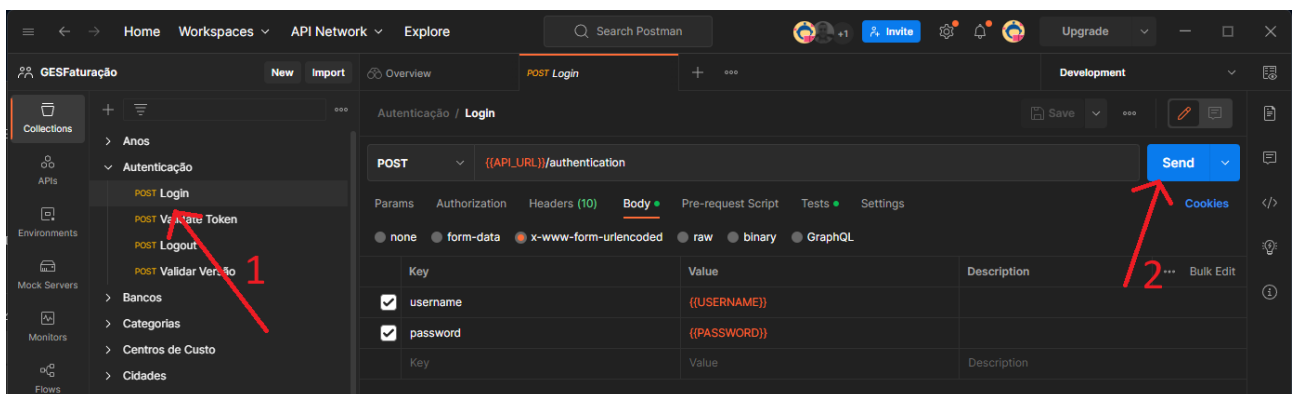 Home Workspaces API Network Explore Search Postman +1 Invite Upgrade
GESFaturação New Import Overview POST Login Development
Collections
APIs
Environments
Mock Servers
Monitors
Flows
Anos
Autenticação
POST Login
POST Validate Token
POST Logout
POST Validar Versão
Bancos
Categorias
Centros de Custo
Cidades
1
Autenticação / Login Save
POST {{API_URL}}/authentication Send
Params Authorization Headers (10) Body Pre-request Script Tests Settings Cookies
none form-data x-www-form-urlencoded raw binary GraphQL
Key Value Description Bulk Edit
username {{USERNAME}}
password {{PASSWORD}}
Key Value Description
2